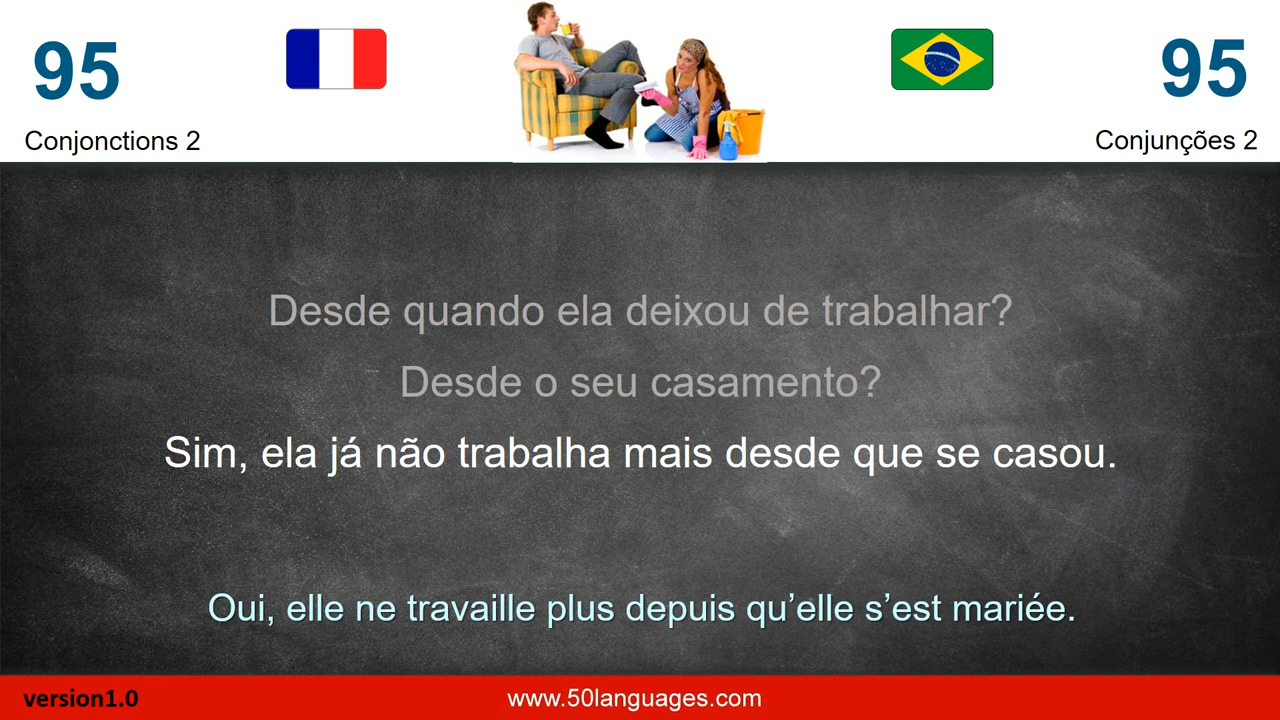 95
95
Conjonctions 2
Conjunções 2
Desde quando ela deixou de trabalhar?
Desde o seu casamento?
Sim, ela já não trabalha mais desde que se casou.
Oui, elle ne travaille plus depuis qu’elle s’est mariée.
version1.0
www.50languages.com